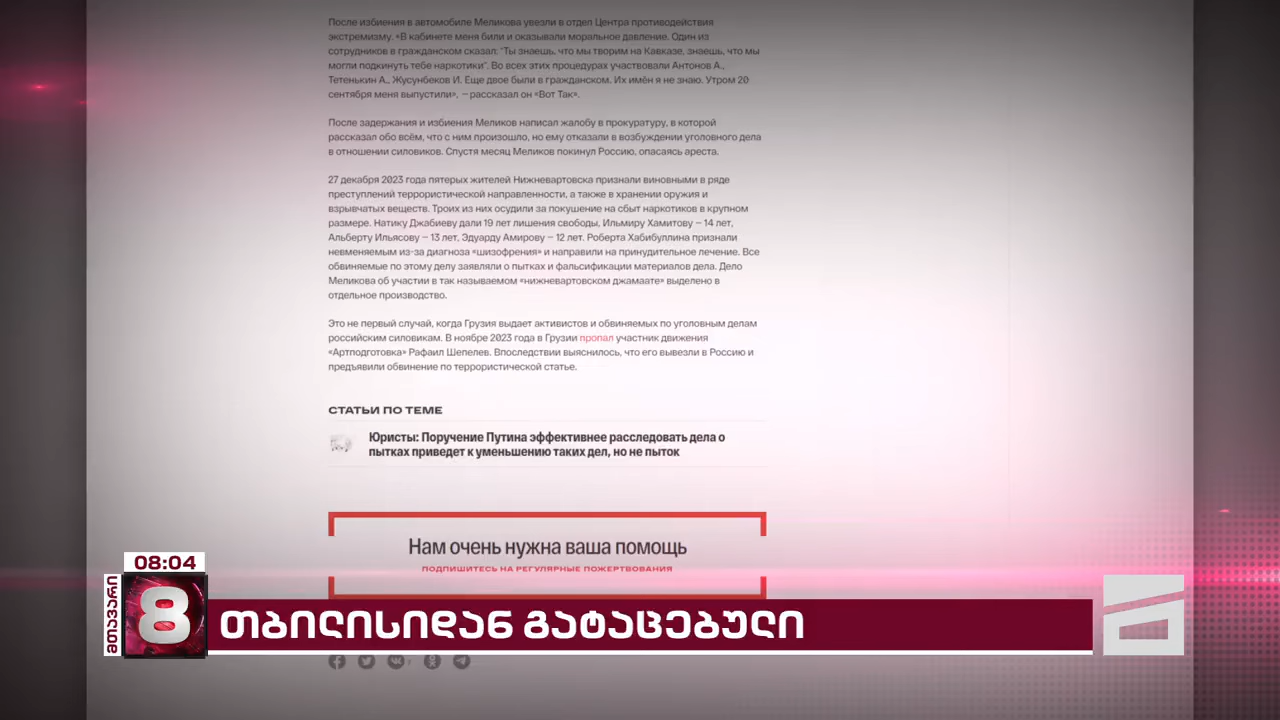 После избиения в автомобиле Меликова увезли в отдел Центра противодействия
экстремизму. «В кабинете меня били и оказывали моральное давление. Один из
сотрудников в гражданском сказал: "Ты знаешь, что мы творим на Кавказе, знаешь, что мы
могли подкинуть тебе наркотики". Во всех этих процедурах участвовали Антонов А.,
Тетенькин А., Жусунбеков И. Еще двое были в гражданском. Их имён я не знаю. Утром 20
сентября меня выпустили», — рассказал он «Вот Так».
После задержания и избиения Меликов написал жалобу в прокуратуру, в которой
рассказал обо всём, что с ним произошло, но ему отказали в возбуждении уголовного дела
в отношении силовиков. Спустя месяц Меликов покинул Россию, опасаясь ареста.
27 декабря 2023 года пятерых жителей Нижневартовска признали виновными в ряде
преступлений террористической направленности, а также в хранении оружия и
взрывчатых веществ. Троих из них осудили за покушение на сбыт наркотиков в крупном
размере. Натику Джабиеву дали 19 лет лишения свободы, Ильмиру Хамитову — 14 лет,
Альберту Ильясову — 13 лет, Эдуарду Амирову — 12 лет. Роберта Хабибуллина признали
невменяемым из-за диагноза «шизофрения» и направили на принудительное лечение. Все
обвиняемые по этому делу заявляли о пытках и фальсификации материалов дела. Дело
Меликова об участии в так называемом «нижневартовском джамаате» выделено в
отдельное производство.
Это не первый случай, когда Грузия выдает активистов и обвиняемых по уголовным делам
российским силовикам. В ноябре 2023 года в Грузии пропал участник движения
«Артподготовка» Рафаил Шепелев. Впоследствии выяснилось, что его вывезли в Россию и
предъявили обвинение по террористической статье.
СТАТЬИ ПО ТЕМЕ
Юристы: Поручение Путина эффективнее расследовать дела о
пытках приведет к уменьшению таких дел, но не пыток
Нам очень нужна ваша помощь
ПОДПИШИТЕСЬ НА РЕГУЛЯРНЫЕ ПОЖЕРТВОВАНИЯ
08:04
მთავარი
8
თბილისიდან გატაცებული